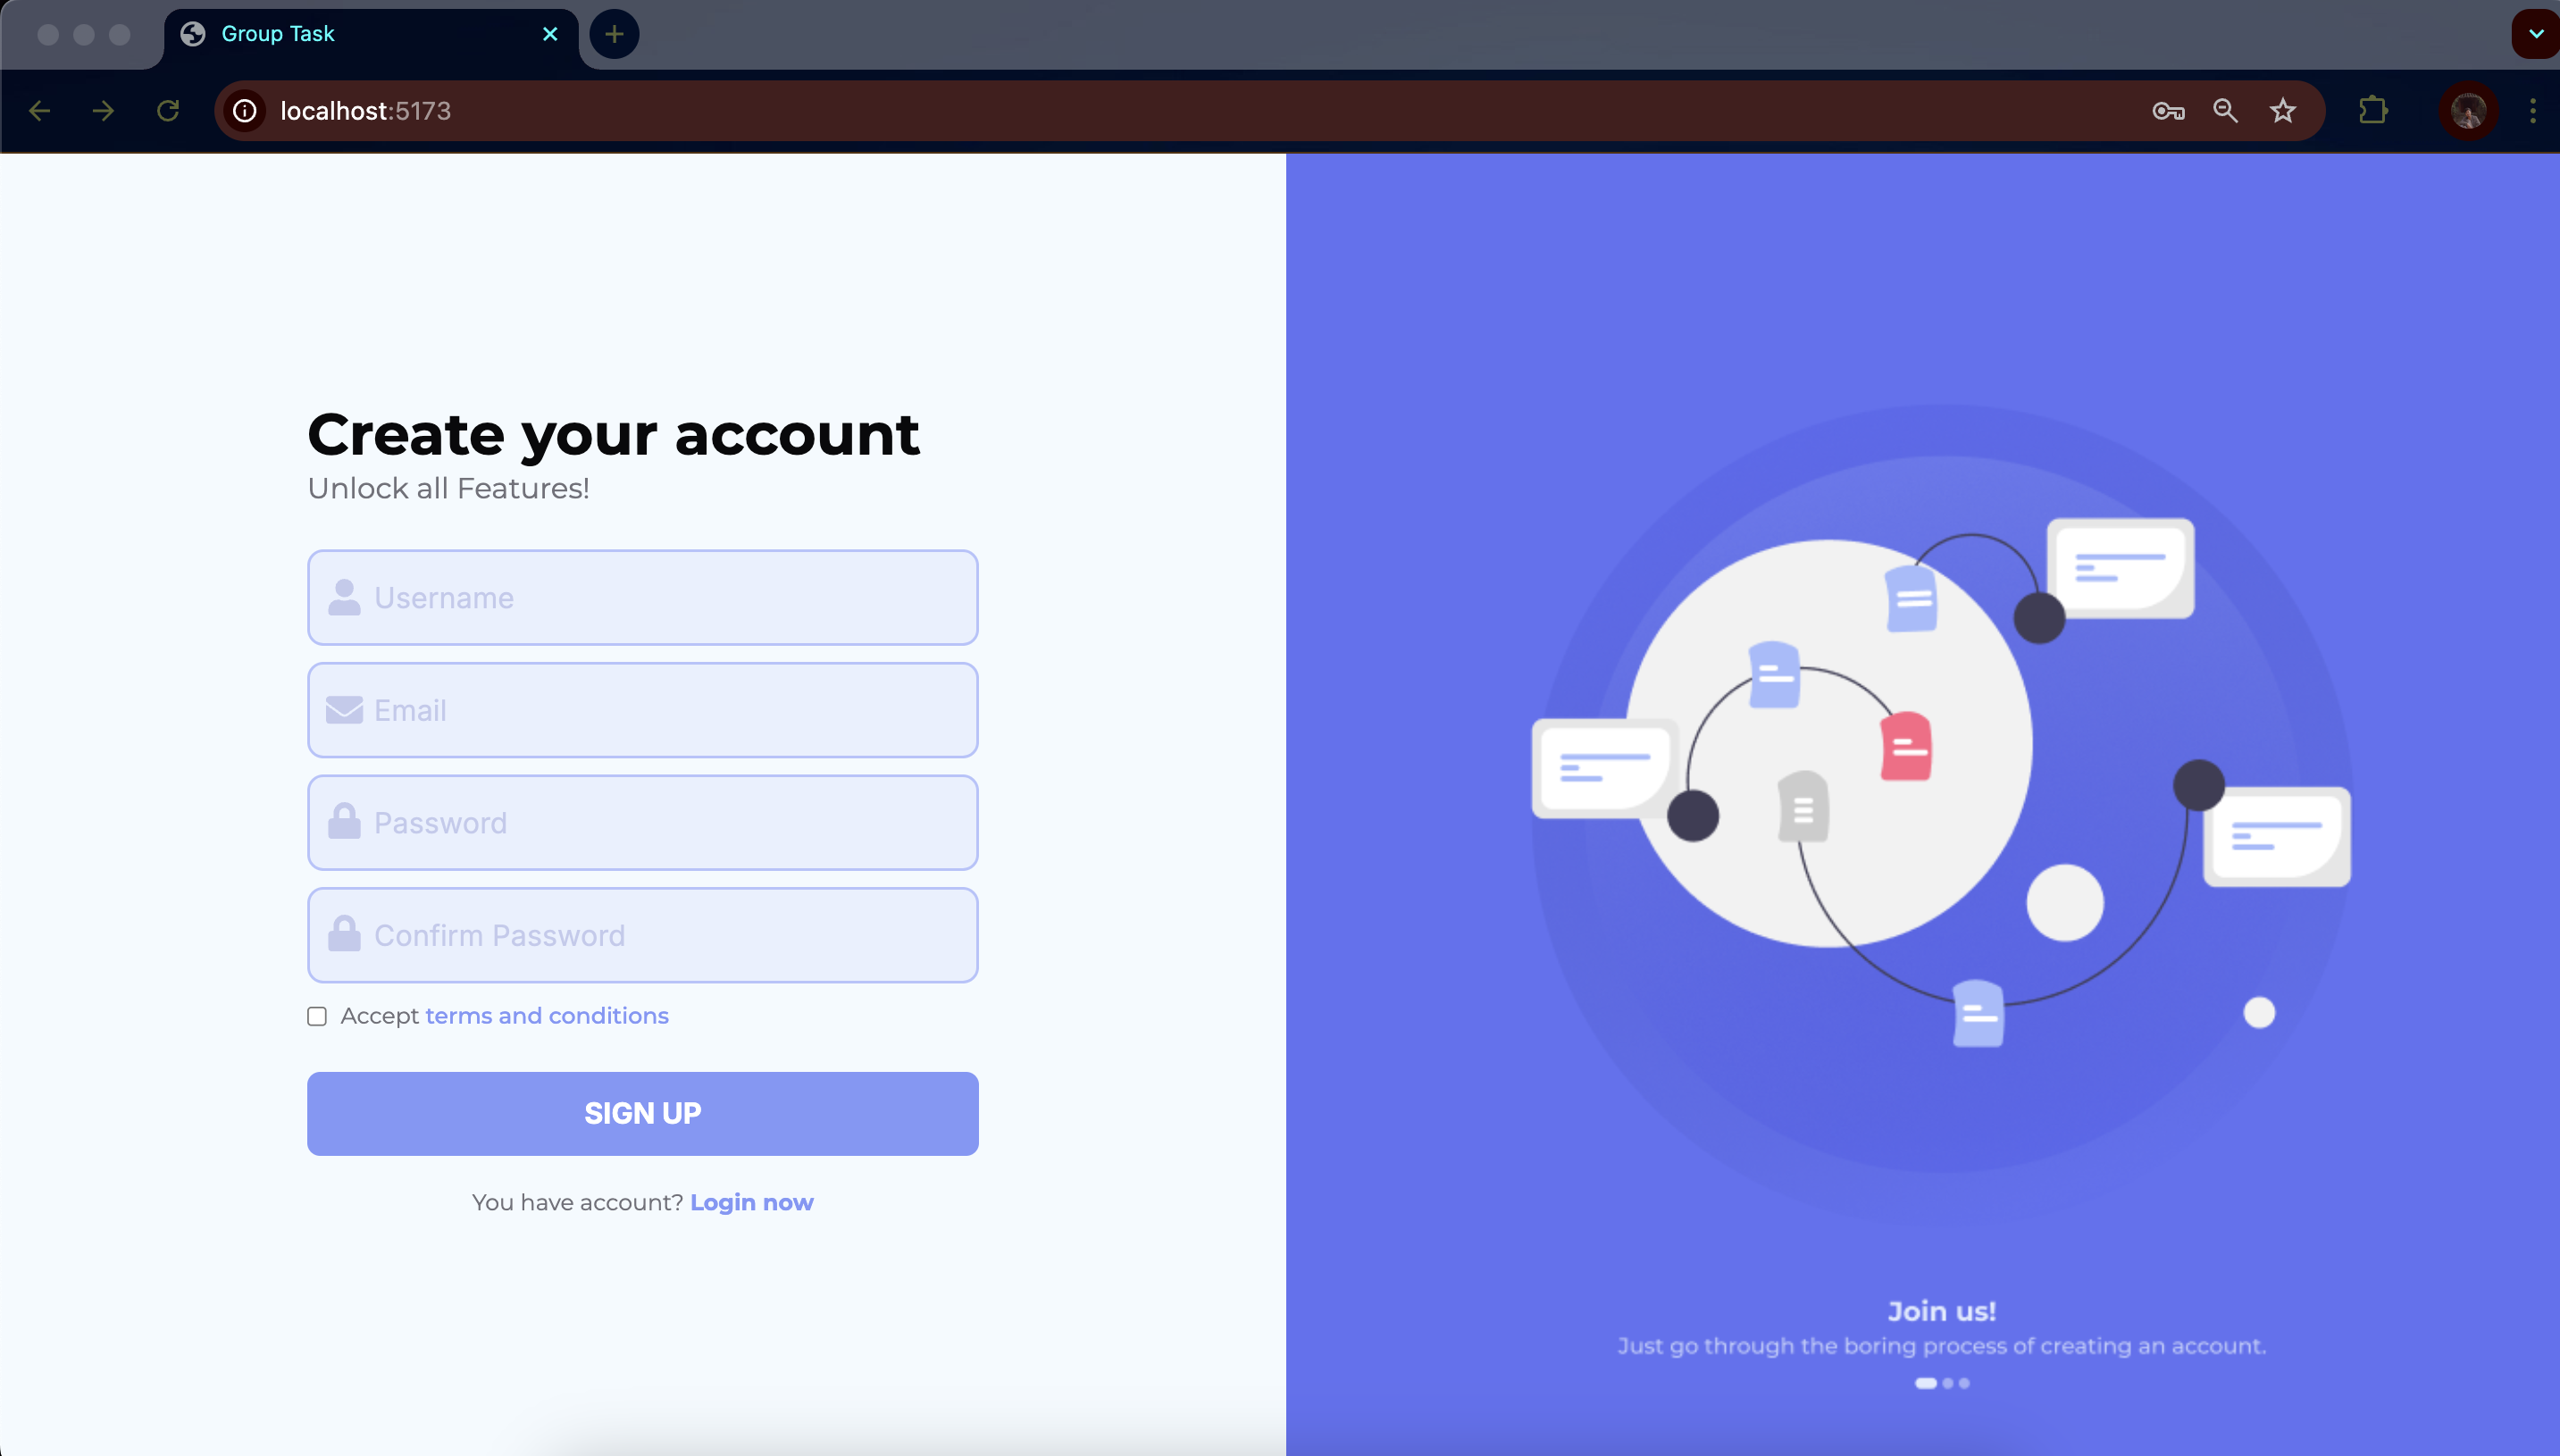 Group Task
localhost:5173
Create your account
Unlock all Features!
Username
Email
Password
Confirm Password
Accept terms and conditions
SIGN UP
You have account? Login now
Join us!
Just go through the boring process of creating an account.